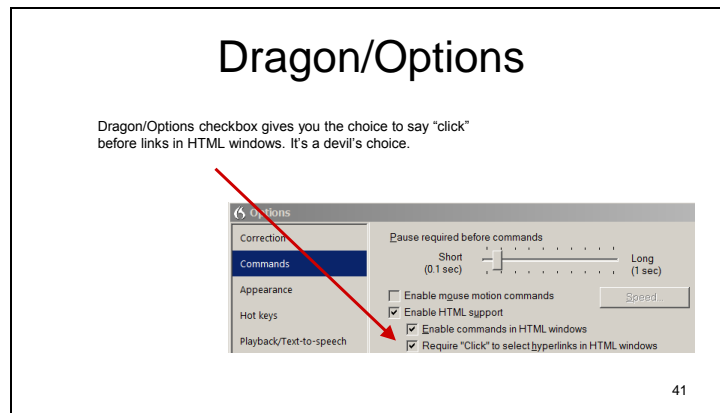 Dragon/Options
Dragon/Options checkbox gives you the choice to say “click”
before links in HTML windows. It’s a devil’s choice.
Options
Correction
Commands
Appearance
Hot keys
Playback/Text-to-speech
Pause required before commands
Short
(0.1 sec)
Long
(1 sec)
Enable mouse motion commands
Speed...
Enable HTML support
Enable commands in HTML windows
Require "Click" to select hyperlinks in HTML windows
41